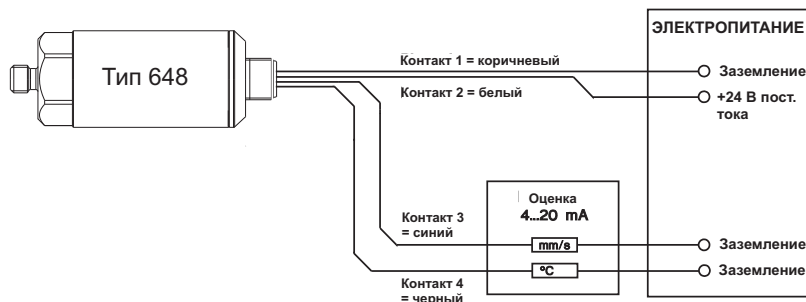 ЭЛЕКТРОПИТАНИЕ
Тип 648
Контакт 1 = коричневый
Заземление
Контакт 2 = белый
+24 В пост.
тока
Оценка
4...20 mA
Контакт 3
= синий
mm/s
Заземление
°C
Заземление
Контакт 4
= черный